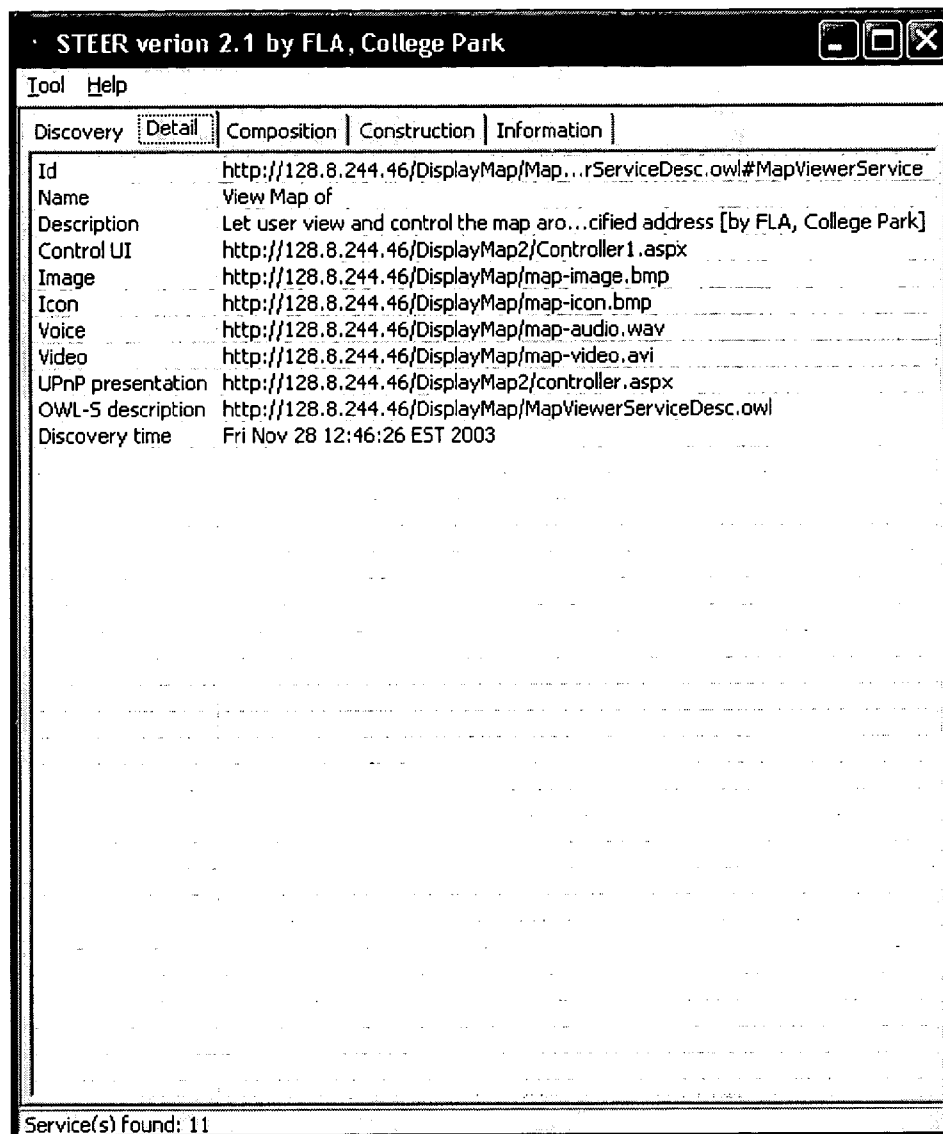 STEER verion 2.1 by FLA, College Park
Tool Help
Discovery Detail Composition Construction Information
Id http://128.8.244.46/DisplayMap/Map...rServiceDesc.owl#MapViewerService
Name View Map of
Description Let user view and control the map aro...cified address [by FLA, College Park]
Control UI http://128.8.244.46/DisplayMap2/Controller1.aspx
Image http://128.8.244.46/DisplayMap/map-image.bmp
Icon http://128.8.244.46/DisplayMap/map-icon.bmp
Voice http://128.8.244.46/DisplayMap/map-audio.wav
Video http://128.8.244.46/DisplayMap/map-video.avi
UPnP presentation http://128.8.244.46/DisplayMap2/controller.aspx
OWL-S description http://128.8.244.46/DisplayMap/MapViewerServiceDesc.owl
Discovery time Fri Nov 28 12:46:26 EST 2003
Service(s) found: 11